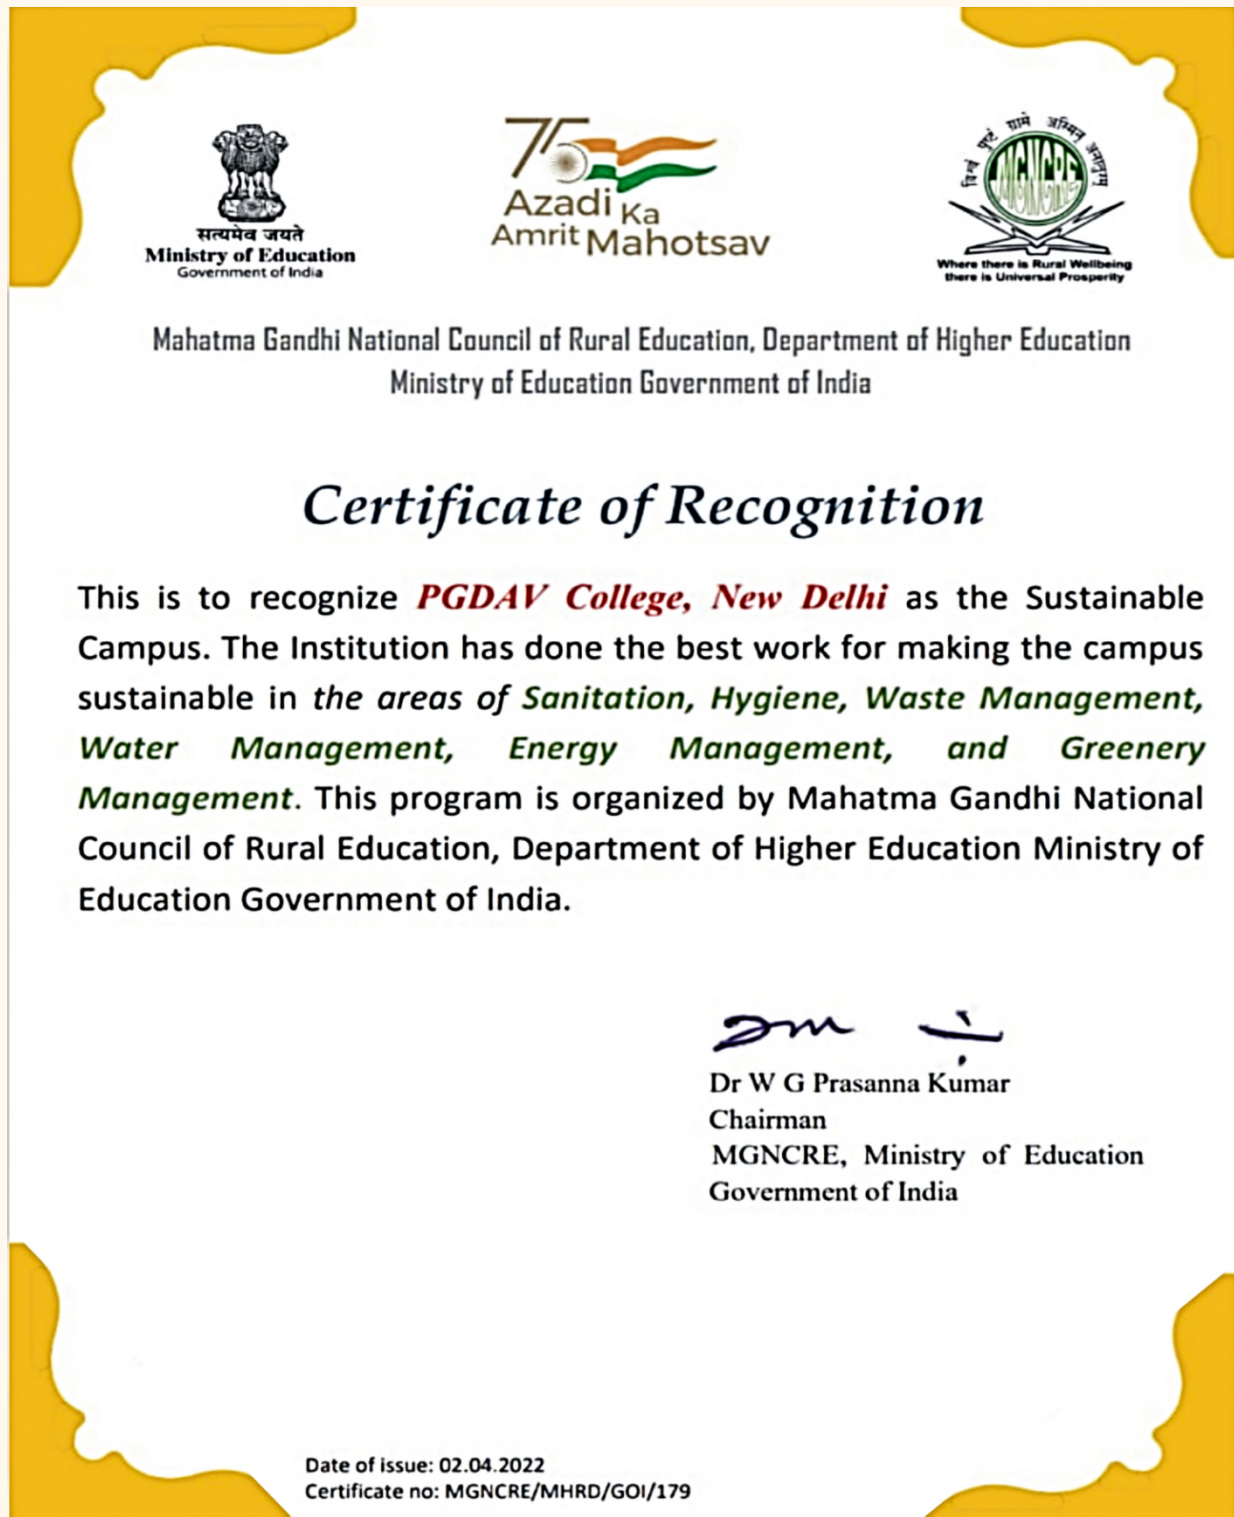 सत्यमेव जयते
Ministry of Education
Government of India
75
Azadi Ka
Amrit Mahotsav
विश्वं पुष्टं ग्रामे अस्मिन् अनातुरम्
MGNCRE
Where there is Rural Wellbeing
there is Universal Prosperity
Mahatma Gandhi National Council of Rural Education, Department of Higher Education
Ministry of Education Government of India
Certificate of Recognition
This is to recognize PGDAV College, New Delhi as the Sustainable
Campus. The Institution has done the best work for making the campus
sustainable in the areas of Sanitation, Hygiene, Waste Management,
Water Management, Energy Management, and Greenery
Management. This program is organized by Mahatma Gandhi National
Council of Rural Education, Department of Higher Education Ministry of
Education Government of India.
Dr W G Prasanna Kumar
Chairman
MGNCRE, Ministry of Education
Government of India
Date of issue: 02.04.2022
Certificate no: MGNCRE/MHRD/GOI/179